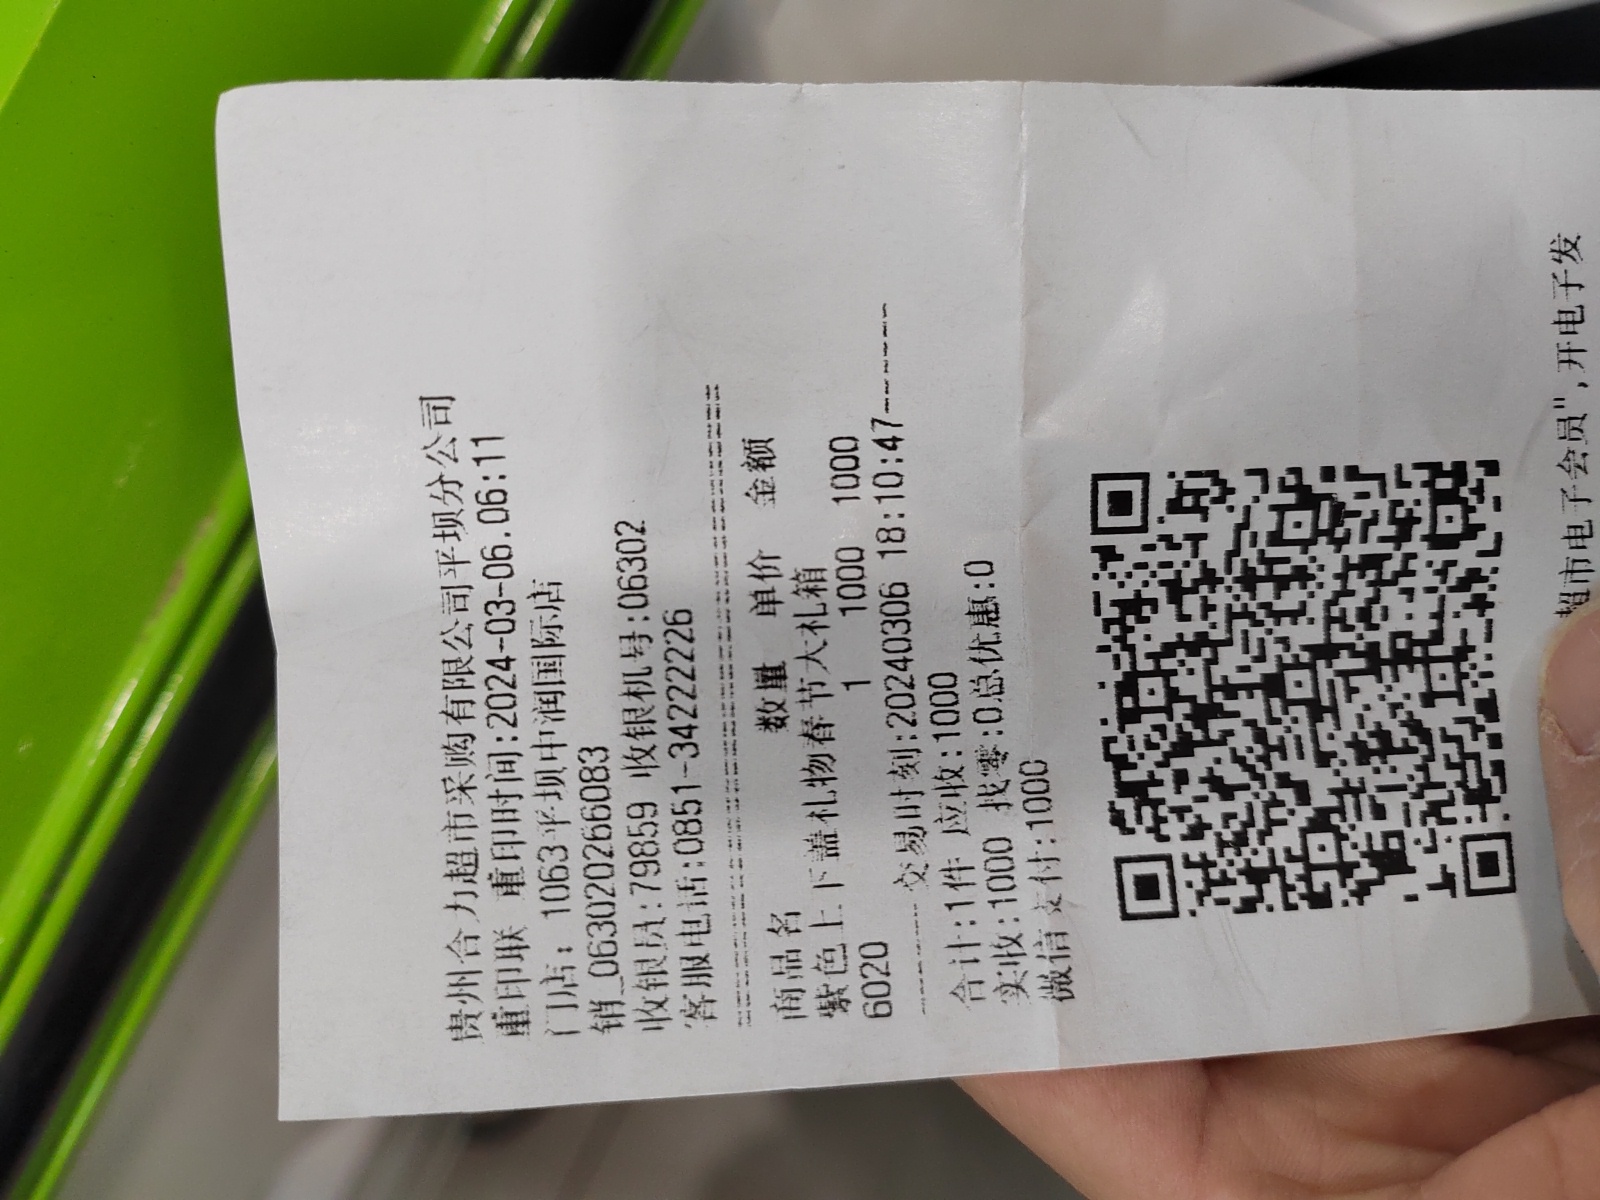 贵州合力超市采购有限公司平坝分公司
重印联 重印时间:2024-03-06.06:11
门店: 1063平坝中润国际店
销_063020266083
收银员:79859 收银机号:06302
客服电话:0851-34222226
商品名 数量 单价 金额
紫色上下盖礼物春节大礼箱
6020 1 1000 1000
交易时刻:20240306 18:10:47
合计:1件 应收:1000
实收:1000 找零:0总优惠:0
微信支付:1000
超市电子会员", 开电子发